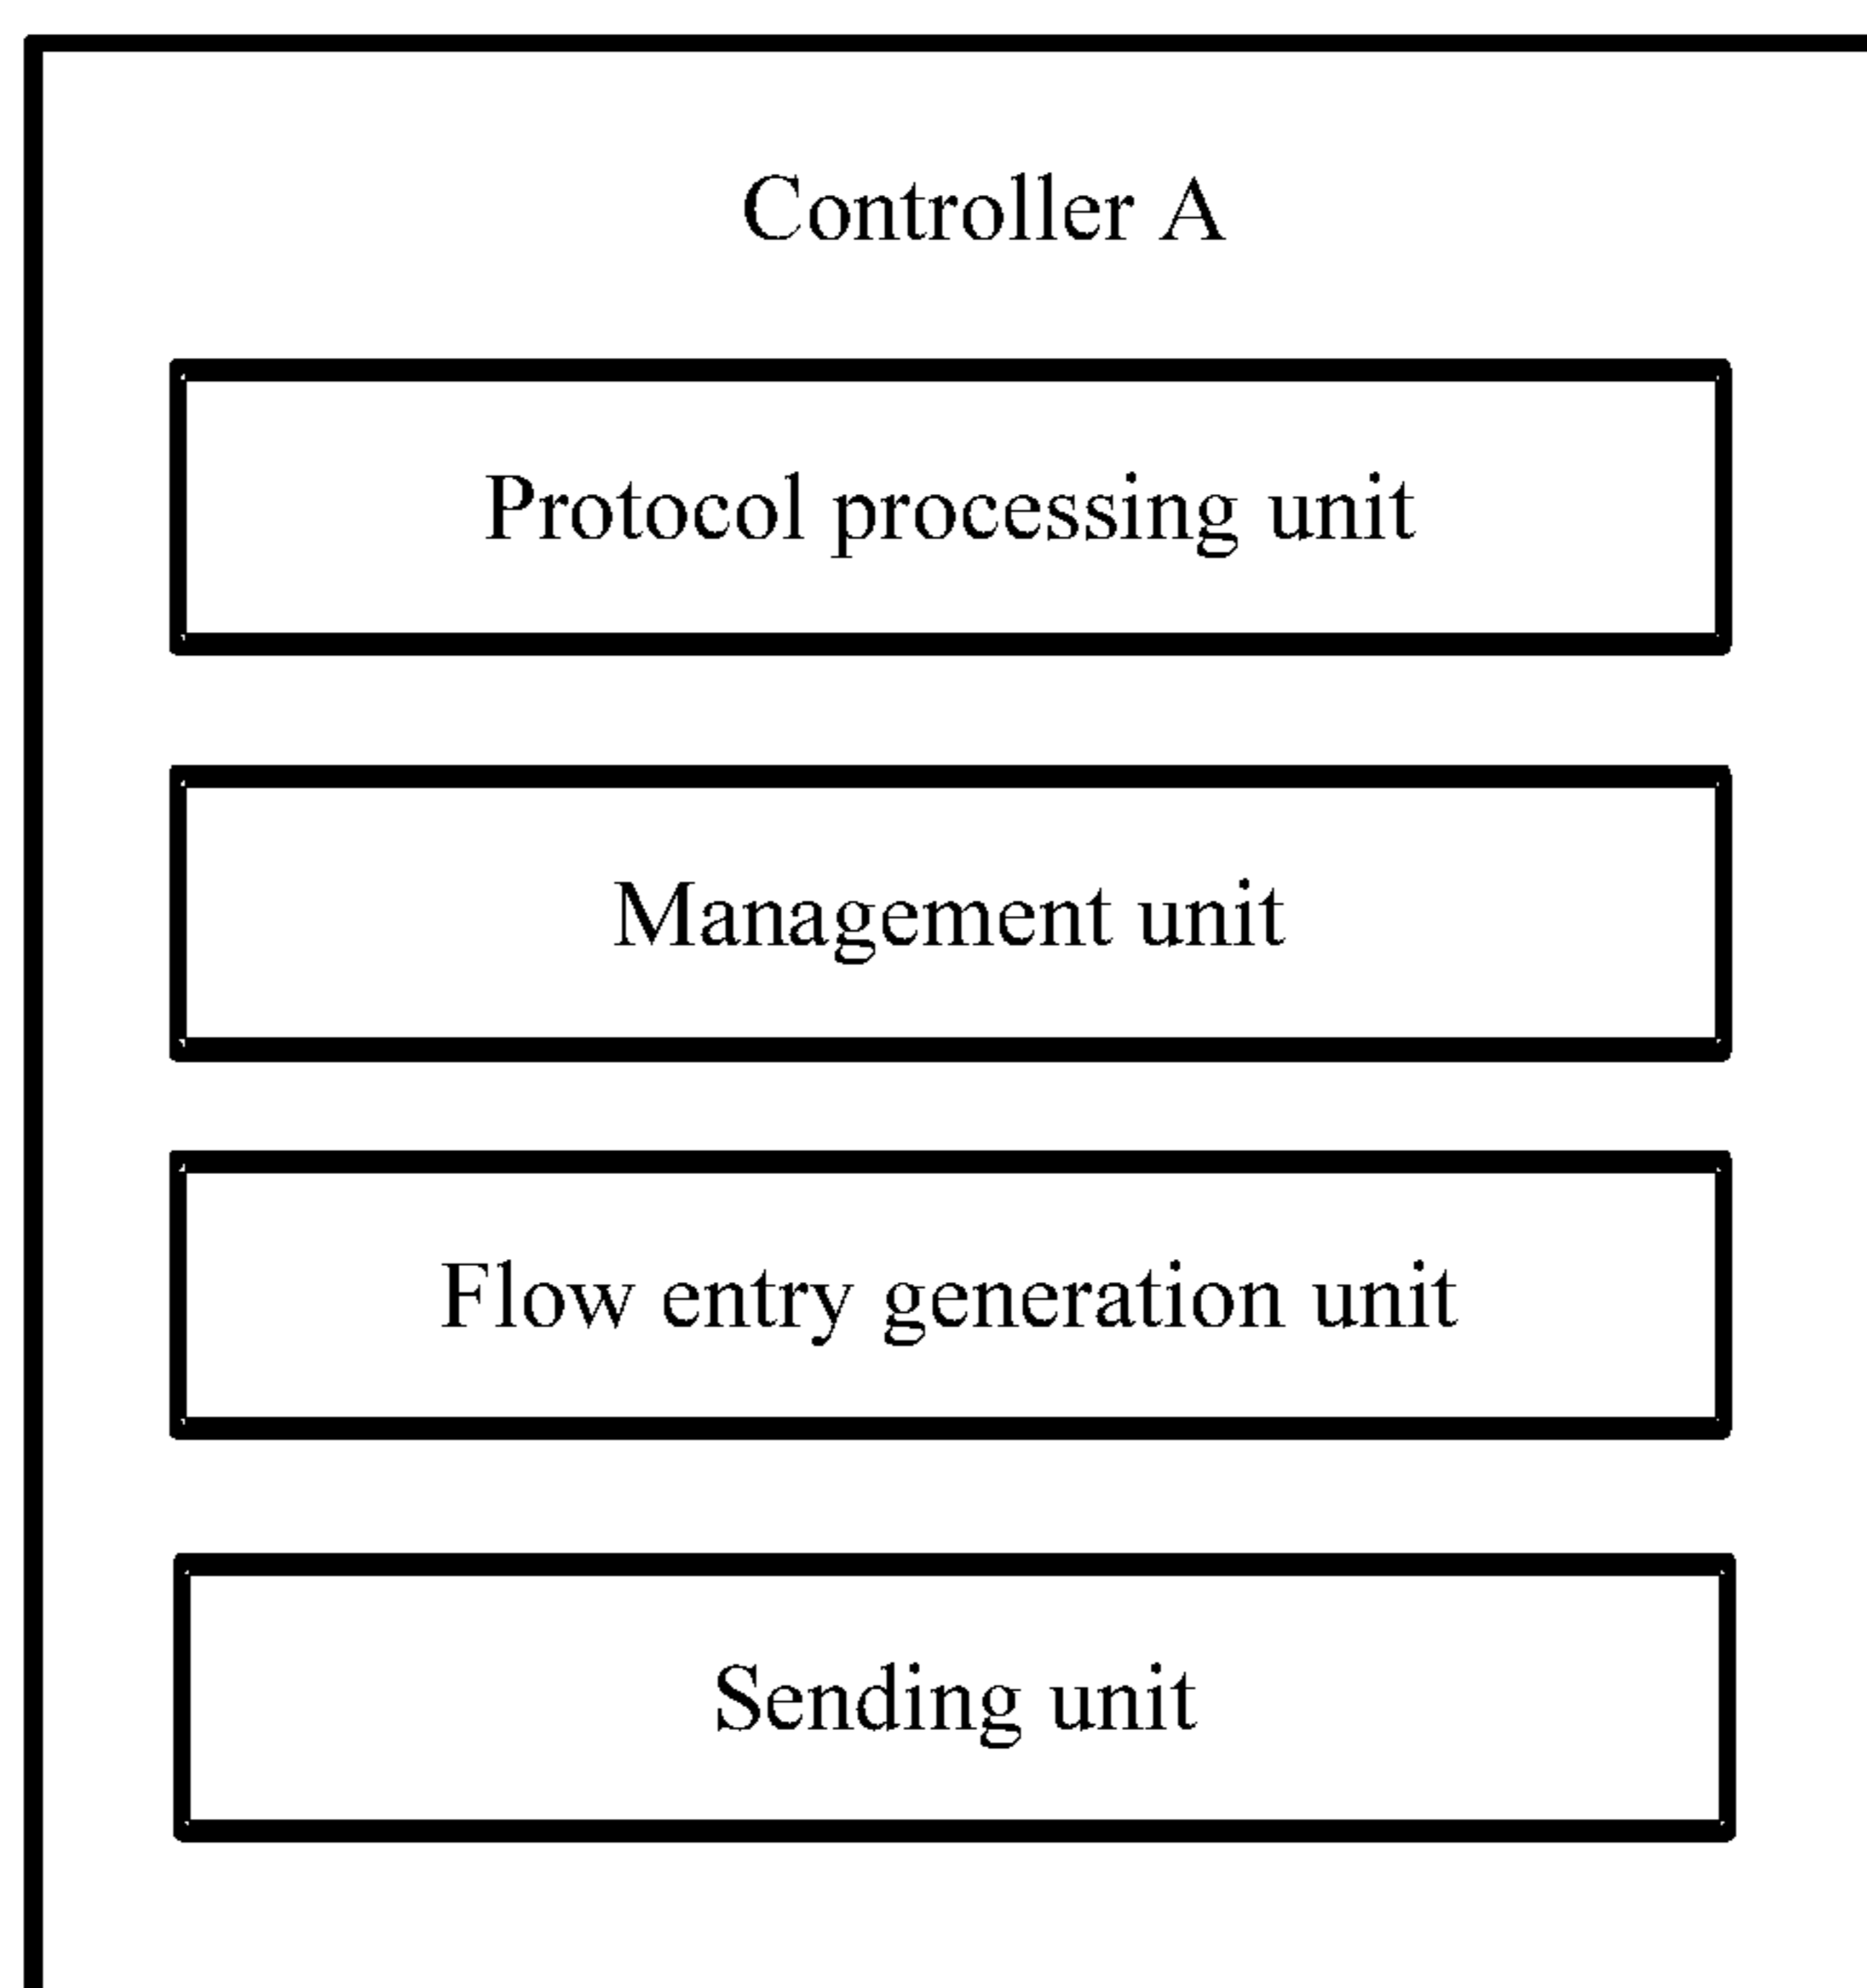 Controller A
Protocol processing unit
Management unit
Flow entry generation unit
Sending unit